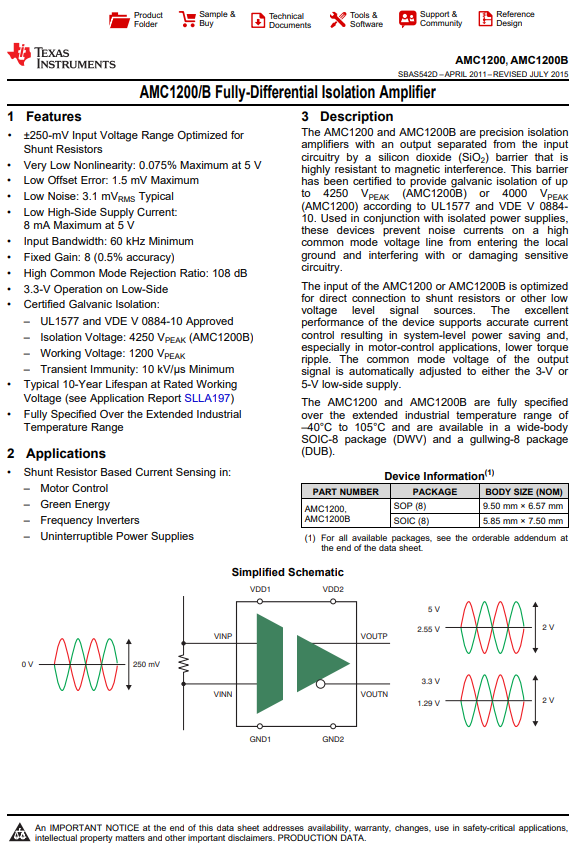 Product
Folder
Sample &
Buy
Technical
Documents
Tools &
Software
Support &
Community
Reference
Design
TEXAS
INSTRUMENTS
AMC1200, AMC1200B
SBAS542D – APRIL 2011 – REVISED JULY 2015
AMC1200/B Fully-Differential Isolation Amplifier
1 Features
• ±250-mV Input Voltage Range Optimized for
Shunt Resistors
• Very Low Nonlinearity: 0.075% Maximum at 5 V
• Low Offset Error: 1.5 mV Maximum
• Low Noise: 3.1 mVRMS Typical
• Low High-Side Supply Current:
8 mA Maximum at 5 V
• Input Bandwidth: 60 kHz Minimum
• Fixed Gain: 8 (0.5% accuracy)
• High Common Mode Rejection Ratio: 108 dB
• 3.3-V Operation on Low-Side
• Certified Galvanic Isolation:
– UL1577 and VDE V 0884-10 Approved
– Isolation Voltage: 4250 VPEAK (AMC1200B)
– Working Voltage: 1200 VPEAK
– Transient Immunity: 10 kV/µs Minimum
• Typical 10-Year Lifespan at Rated Working
Voltage (see Application Report SLLA197)
• Fully Specified Over the Extended Industrial
Temperature Range
2 Applications
• Shunt Resistor Based Current Sensing in:
– Motor Control
– Green Energy
– Frequency Inverters
– Uninterruptible Power Supplies
3 Description
The AMC1200 and AMC1200B are precision isolation
amplifiers with an output separated from the input
circuitry by a silicon dioxide (SiO2) barrier that is
highly resistant to magnetic interference. This barrier
has been certified to provide galvanic isolation of up
to 4250 VPEAK (AMC1200B) or 4000 VPEAK
(AMC1200) according to UL1577 and VDE V 0884-
10. Used in conjunction with isolated power supplies,
these devices prevent noise currents on a high
common mode voltage line from entering the local
ground and interfering with or damaging sensitive
circuitry.
The input of the AMC1200 or AMC1200B is optimized
for direct connection to shunt resistors or other low
voltage level signal sources. The excellent
performance of the device supports accurate current
control resulting in system-level power saving and,
especially in motor-control applications, lower torque
ripple. The common mode voltage of the output
signal is automatically adjusted to either the 3-V or
5-V low-side supply.
The AMC1200 and AMC1200B are fully specified
over the extended industrial temperature range of
–40°C to 105°C and are available in a wide-body
SOIC-8 package (DWV) and a gullwing-8 package
(DUB).
Device Information(1)
PART NUMBER PACKAGE BODY SIZE (NOM)
AMC1200,
AMC1200B
SOP (8) 9.50 mm × 6.57 mm
SOIC (8) 5.85 mm × 7.50 mm
(1) For all available packages, see the orderable addendum at
the end of the data sheet.
Simplified Schematic
VDD1 VDD2
0 V
250 mV
VINP
VINN
VOUTP
VOUTN
GND1 GND2
5 V
2.55 V
2 V
3.3 V
1.29 V
2 V
An IMPORTANT NOTICE at the end of this data sheet addresses availability, warranty, changes, use in safety-critical applications,
intellectual property matters and other important disclaimers. PRODUCTION DATA.